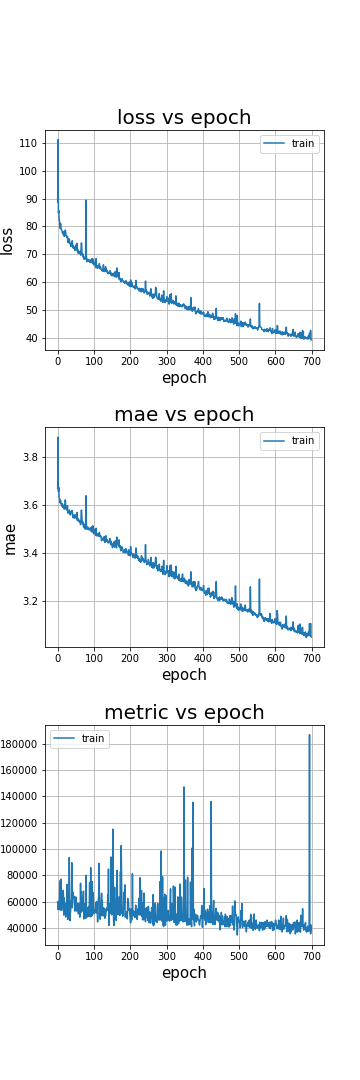 loss vs epoch
110
100
90
80
70
60
50
40
loss
train
0 100 200 300 400 500 600 700
epoch
mae vs epoch
3.8
3.6
3.4
3.2
mae
train
0 100 200 300 400 500 600 700
epoch
metric vs epoch
180000
160000
140000
120000
100000
80000
60000
40000
train
0 100 200 300 400 500 600 700
epoch